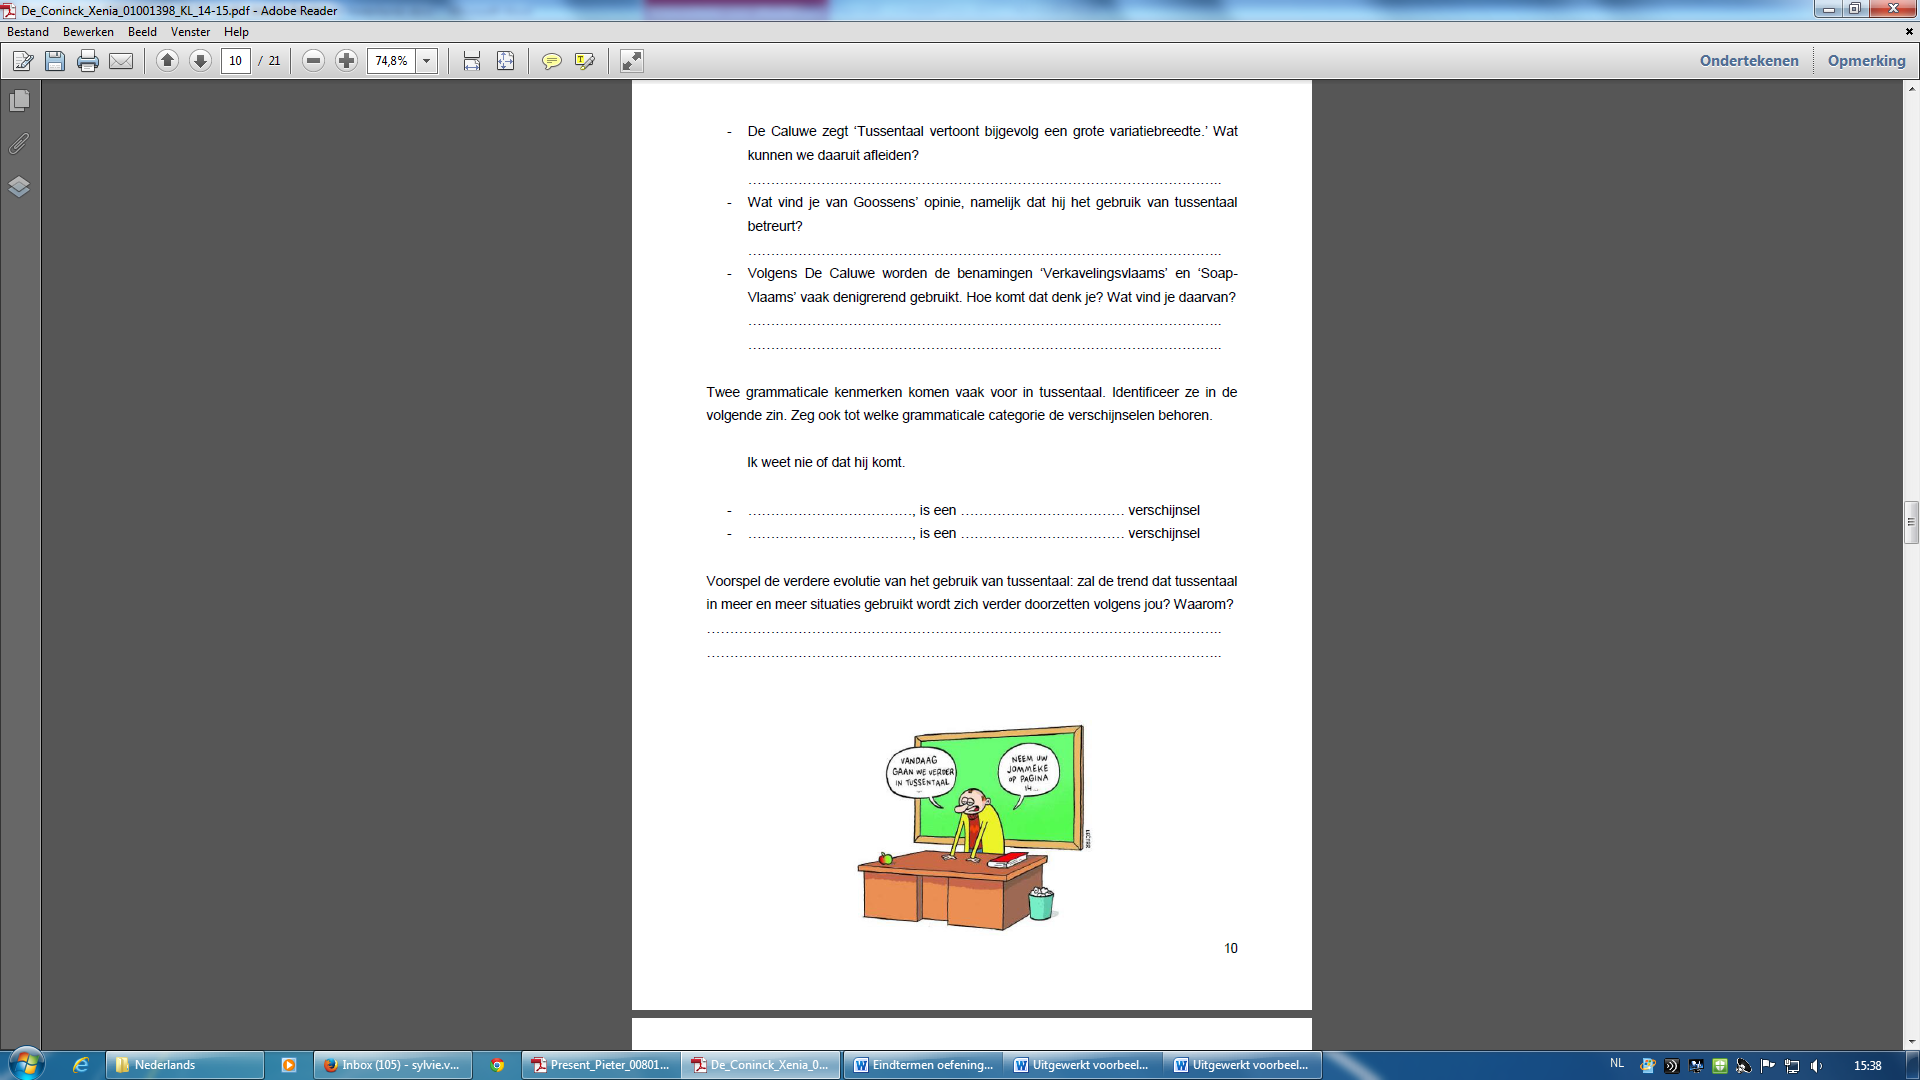 De_Coninck_Xenia_01001398_KL_14-15.pdf - Adobe Reader
Bestand Bewerken Beeld Venster Help
10 / 21 74,8% Ondertekenen Opmerking
- De Caluwe zegt ‘Tussentaal vertoont bijgevolg een grote variatiebreedte.’ Wat
kunnen we daaruit afleiden?
…………………………………………………………………………………………..
- Wat vind je van Goossens’ opinie, namelijk dat hij het gebruik van tussentaal
betreurt?
…………………………………………………………………………………………..
- Volgens De Caluwe worden de benamingen ‘Verkavelingsvlaams’ en ‘Soap-
Vlaams’ vaak denigrerend gebruikt. Hoe komt dat denk je? Wat vind je daarvan?
…………………………………………………………………………………………..
…………………………………………………………………………………………..
Twee grammaticale kenmerken komen vaak voor in tussentaal. Identificeer ze in de
volgende zin. Zeg ook tot welke grammaticale categorie de verschijnselen behoren.
Ik weet nie of dat hij komt.
- ………………………………, is een ……………………………… verschijnsel
- ………………………………, is een ……………………………… verschijnsel
Voorspel de verdere evolutie van het gebruik van tussentaal: zal de trend dat tussentaal
in meer en meer situaties gebruikt wordt zich verder doorzetten volgens jou? Waarom?
…………………………………………………………………………………………………..
…………………………………………………………………………………………………..
VANDAAG
GAAN WE VERDER
IN TUSSENTAAL
...
NEEM UW
JOMMEKE
OP PAGINA
14...
LECTRR
10
Nederlands
Inbox (105) - sylvie.v...
Present_Pieter_00801...
De_Coninck_Xenia_0...
Eindtermen oefening...
Uitgewerkt voorbeel...
Uitgewerkt voorbeel...
NL
15:38